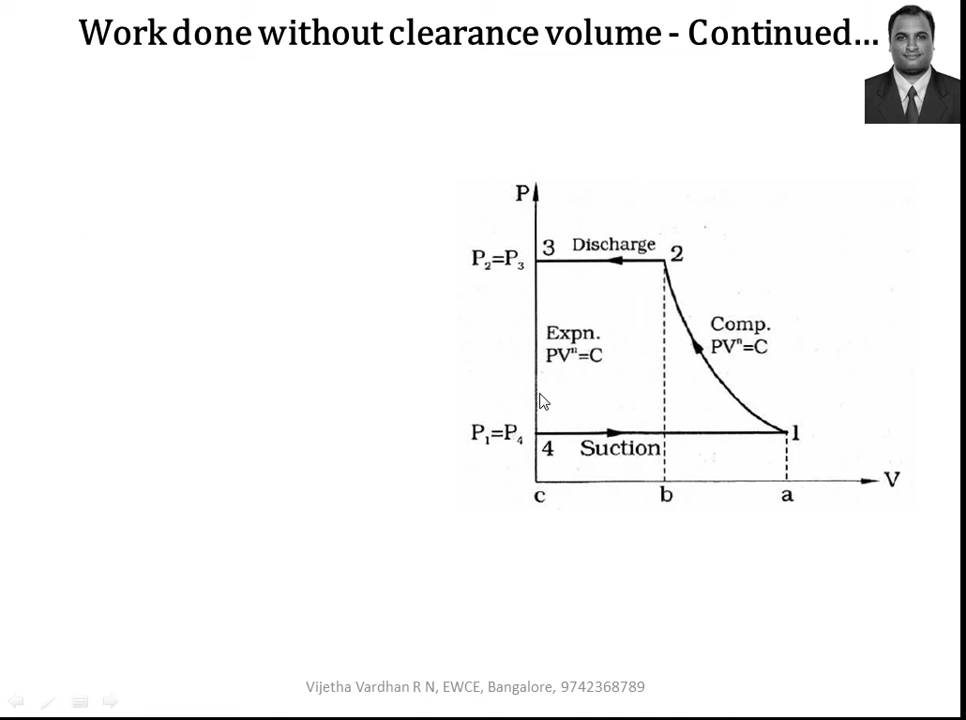 Work done without clearance volume - Continued...
P
3 Discharge 2
P₂=P₃
Expn.
PVⁿ=C
Comp.
PVⁿ=C
P₁=P₄
1
4 Suction
V
c b a
Vijetha Vardhan R N, EWCE, Bangalore, 9742368789